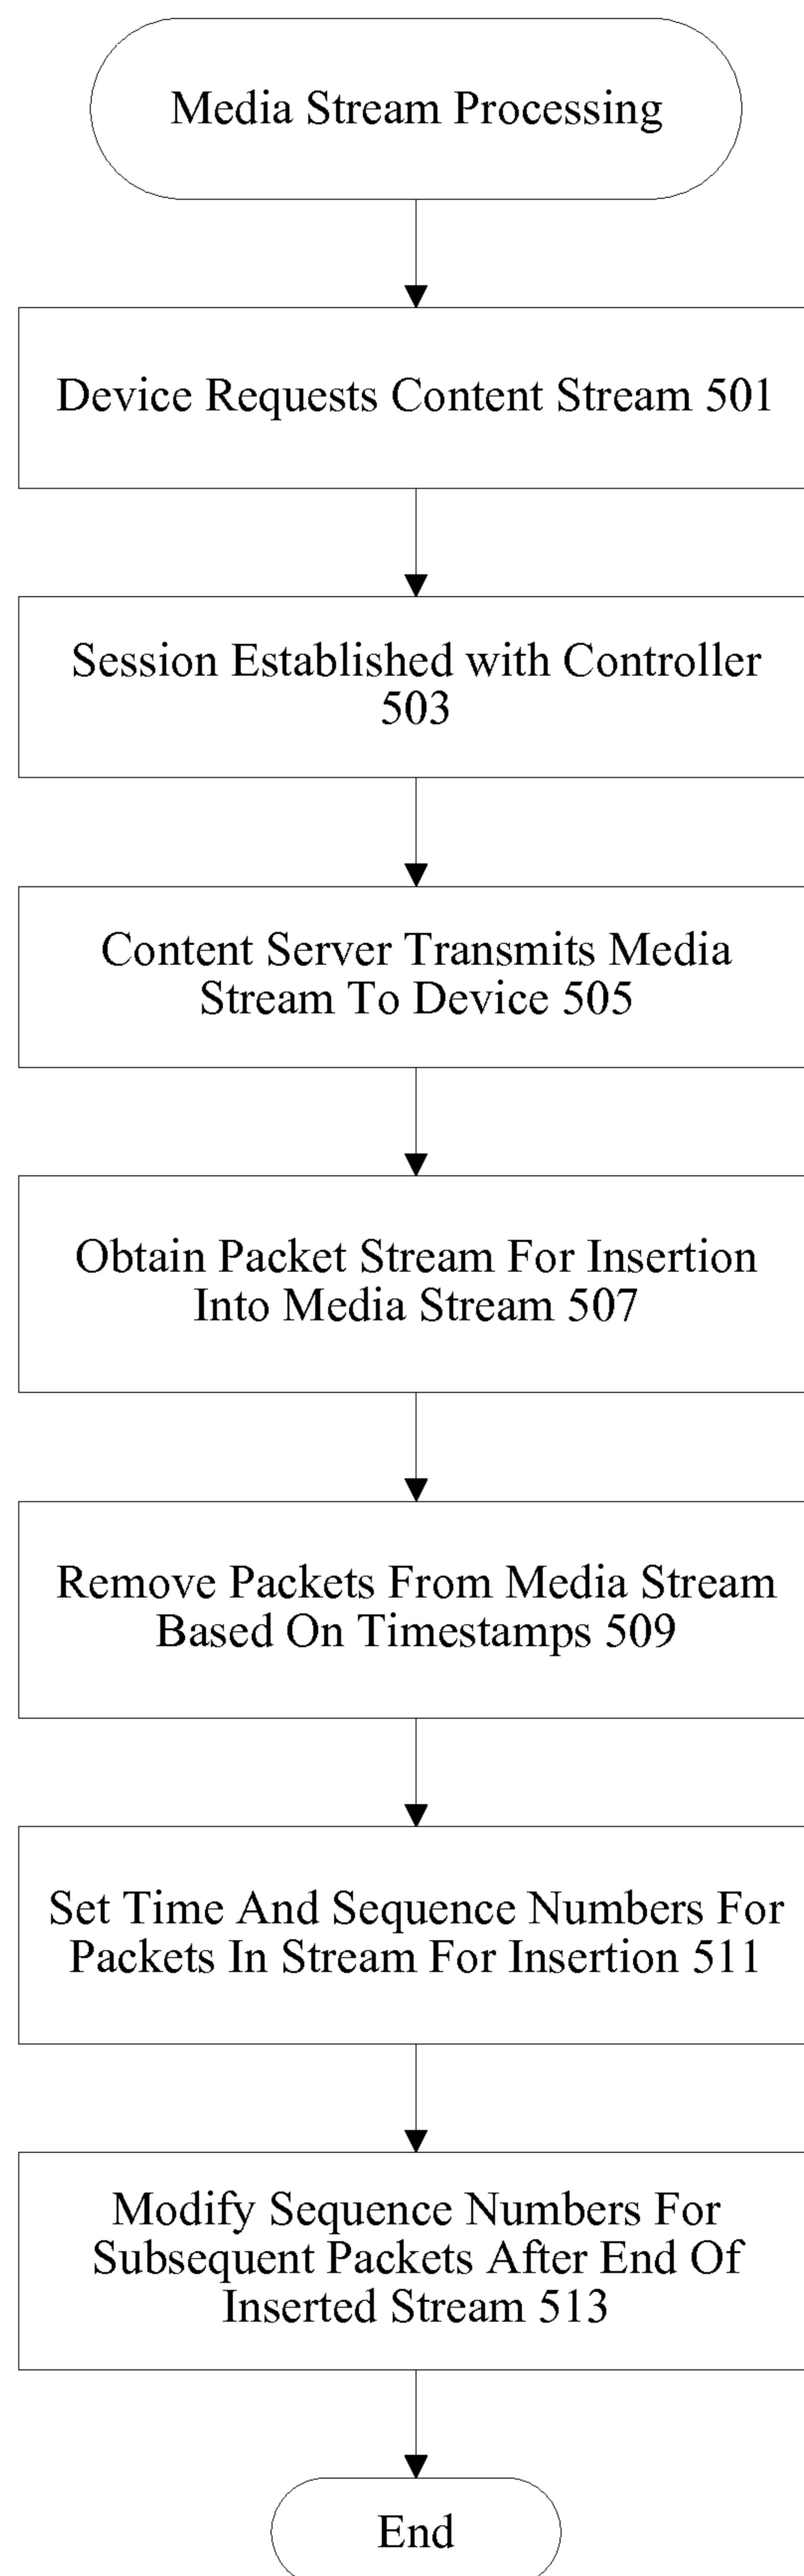 Media Stream Processing
Device Requests Content Stream 501
Session Established with Controller
503
Content Server Transmits Media
Stream To Device 505
Obtain Packet Stream For Insertion
Into Media Stream 507
Remove Packets From Media Stream
Based On Timestamps 509
Set Time And Sequence Numbers For
Packets In Stream For Insertion 511
Modify Sequence Numbers For
Subsequent Packets After End Of
Inserted Stream 513
End